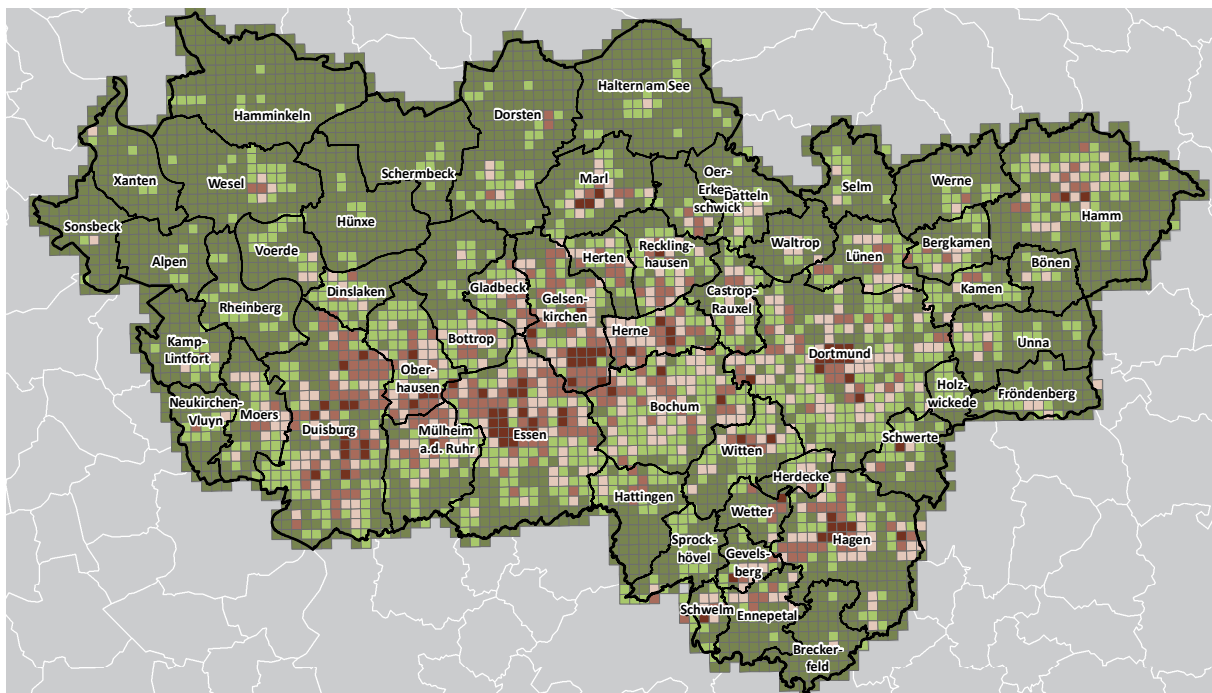 Haltern am See
Hamminkeln
Dorsten
Schermbeck
Marl
Oer-
Erken-
schwick
Datteln
Xanten
Wesel
Selm
Werne
Hamm
Sonsbeck
Hünxe
Voerde
Alpen
Herten
Reckling-
hausen
Waltrop
Lünen
Bergkamen
Bönen
Dinslaken
Gladbeck
Gelsen-
kirchen
Castrop-
Rauxel
Kamen
Rheinberg
Bottrop
Herne
Kamp-
Lintfort
Dortmund
Unna
Ober-
hausen
Holz-
wickede
Fröndenberg
Neukirchen-
Vluyn
Moers
Duisburg
Mülheim
a.d. Ruhr
Essen
Bochum
Witten
Schwerte
Herdecke
Hattingen
Wetter
Hagen
Sprock-
hövel
Gevels-
berg
Schwelm
Ennepetal
Brecker-
feld